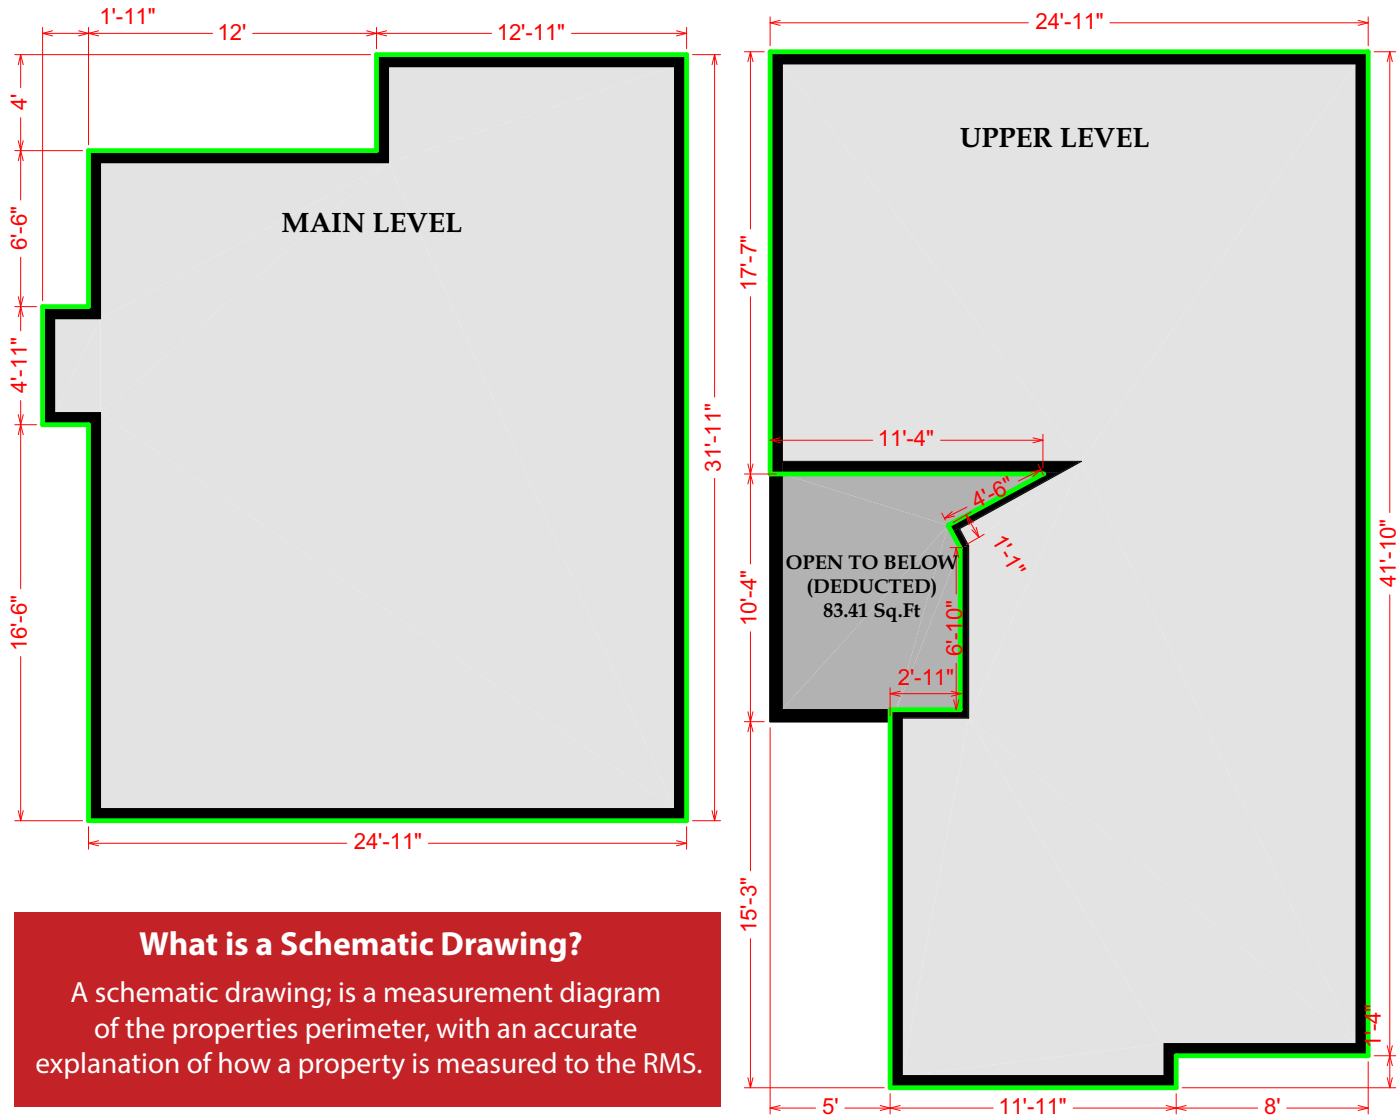 1'-11"
12'
12'-11"
4'
6'-6"
4'-11"
16'-6"
MAIN LEVEL
31'-11"
24'-11"
24'-11"
UPPER LEVEL
17'-7"
11'-4"
4'-6"
1'-1"
OPEN TO BELOW
(DEDUCTED)
83.41 Sq.Ft
10'-4"
6'-10"
2'-11"
41'-10"
15'-3"
1'-4"
5'
11'-11"
8'
What is a Schematic Drawing?
A schematic drawing; is a measurement diagram
of the properties perimeter, with an accurate
explanation of how a property is measured to the RMS.